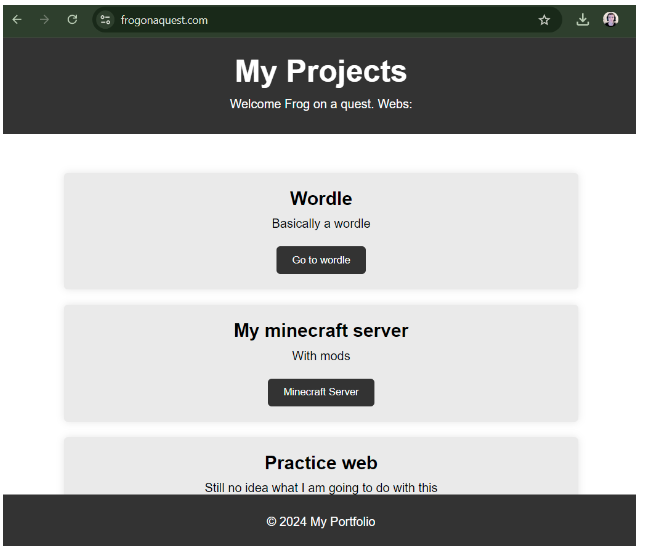 frogonaquest.com
My Projects
Welcome Frog on a quest. Webs:
Wordle
Basically a wordle
Go to wordle
My minecraft server
With mods
Minecraft Server
Practice web
Still no idea what I am going to do with this
© 2024 My Portfolio